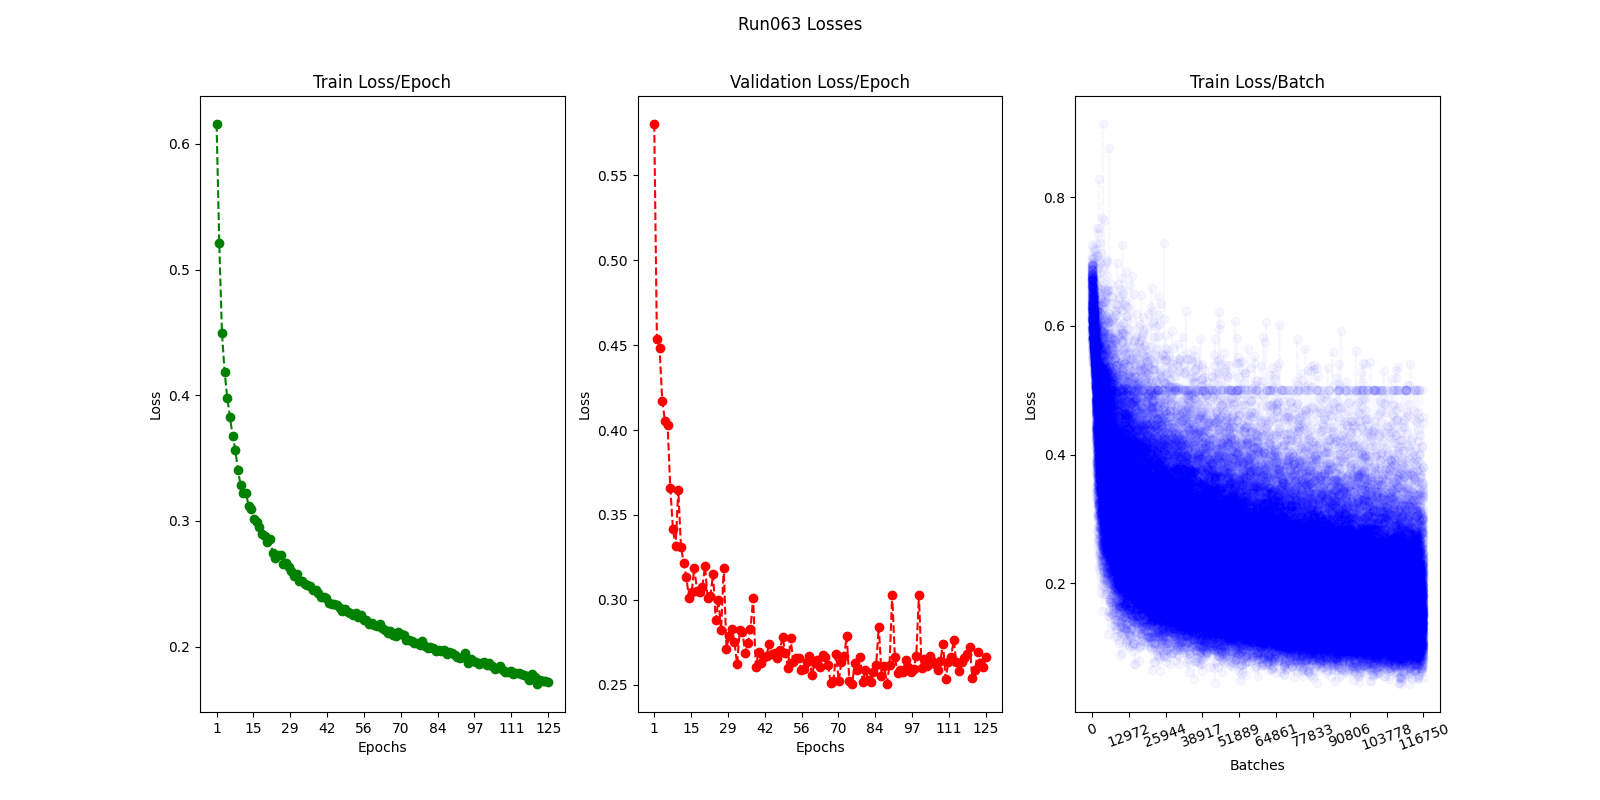 Run063 Losses
Train Loss/Epoch
Validation Loss/Epoch
Train Loss/Batch
Loss
0.6
0.5
0.4
0.3
0.2
1 15 29 42 56 70 84 97 111 125
Epochs
Loss
0.55
0.50
0.45
0.40
0.35
0.30
0.25
1 15 29 42 56 70 84 97 111 125
Epochs
Loss
0.8
0.6
0.4
0.2
0 12972 25944 38917 51889 64861 77833 90806 103778 116750
Batches